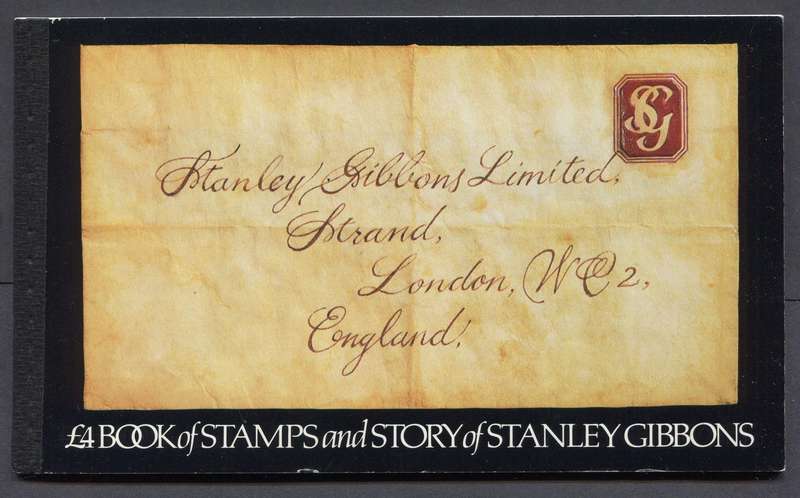 SG
Stanley Gibbons Limited,
Strand,
London, WC2,
England.
£4 BOOK of STAMPS and STORY of STANLEY GIBBONS